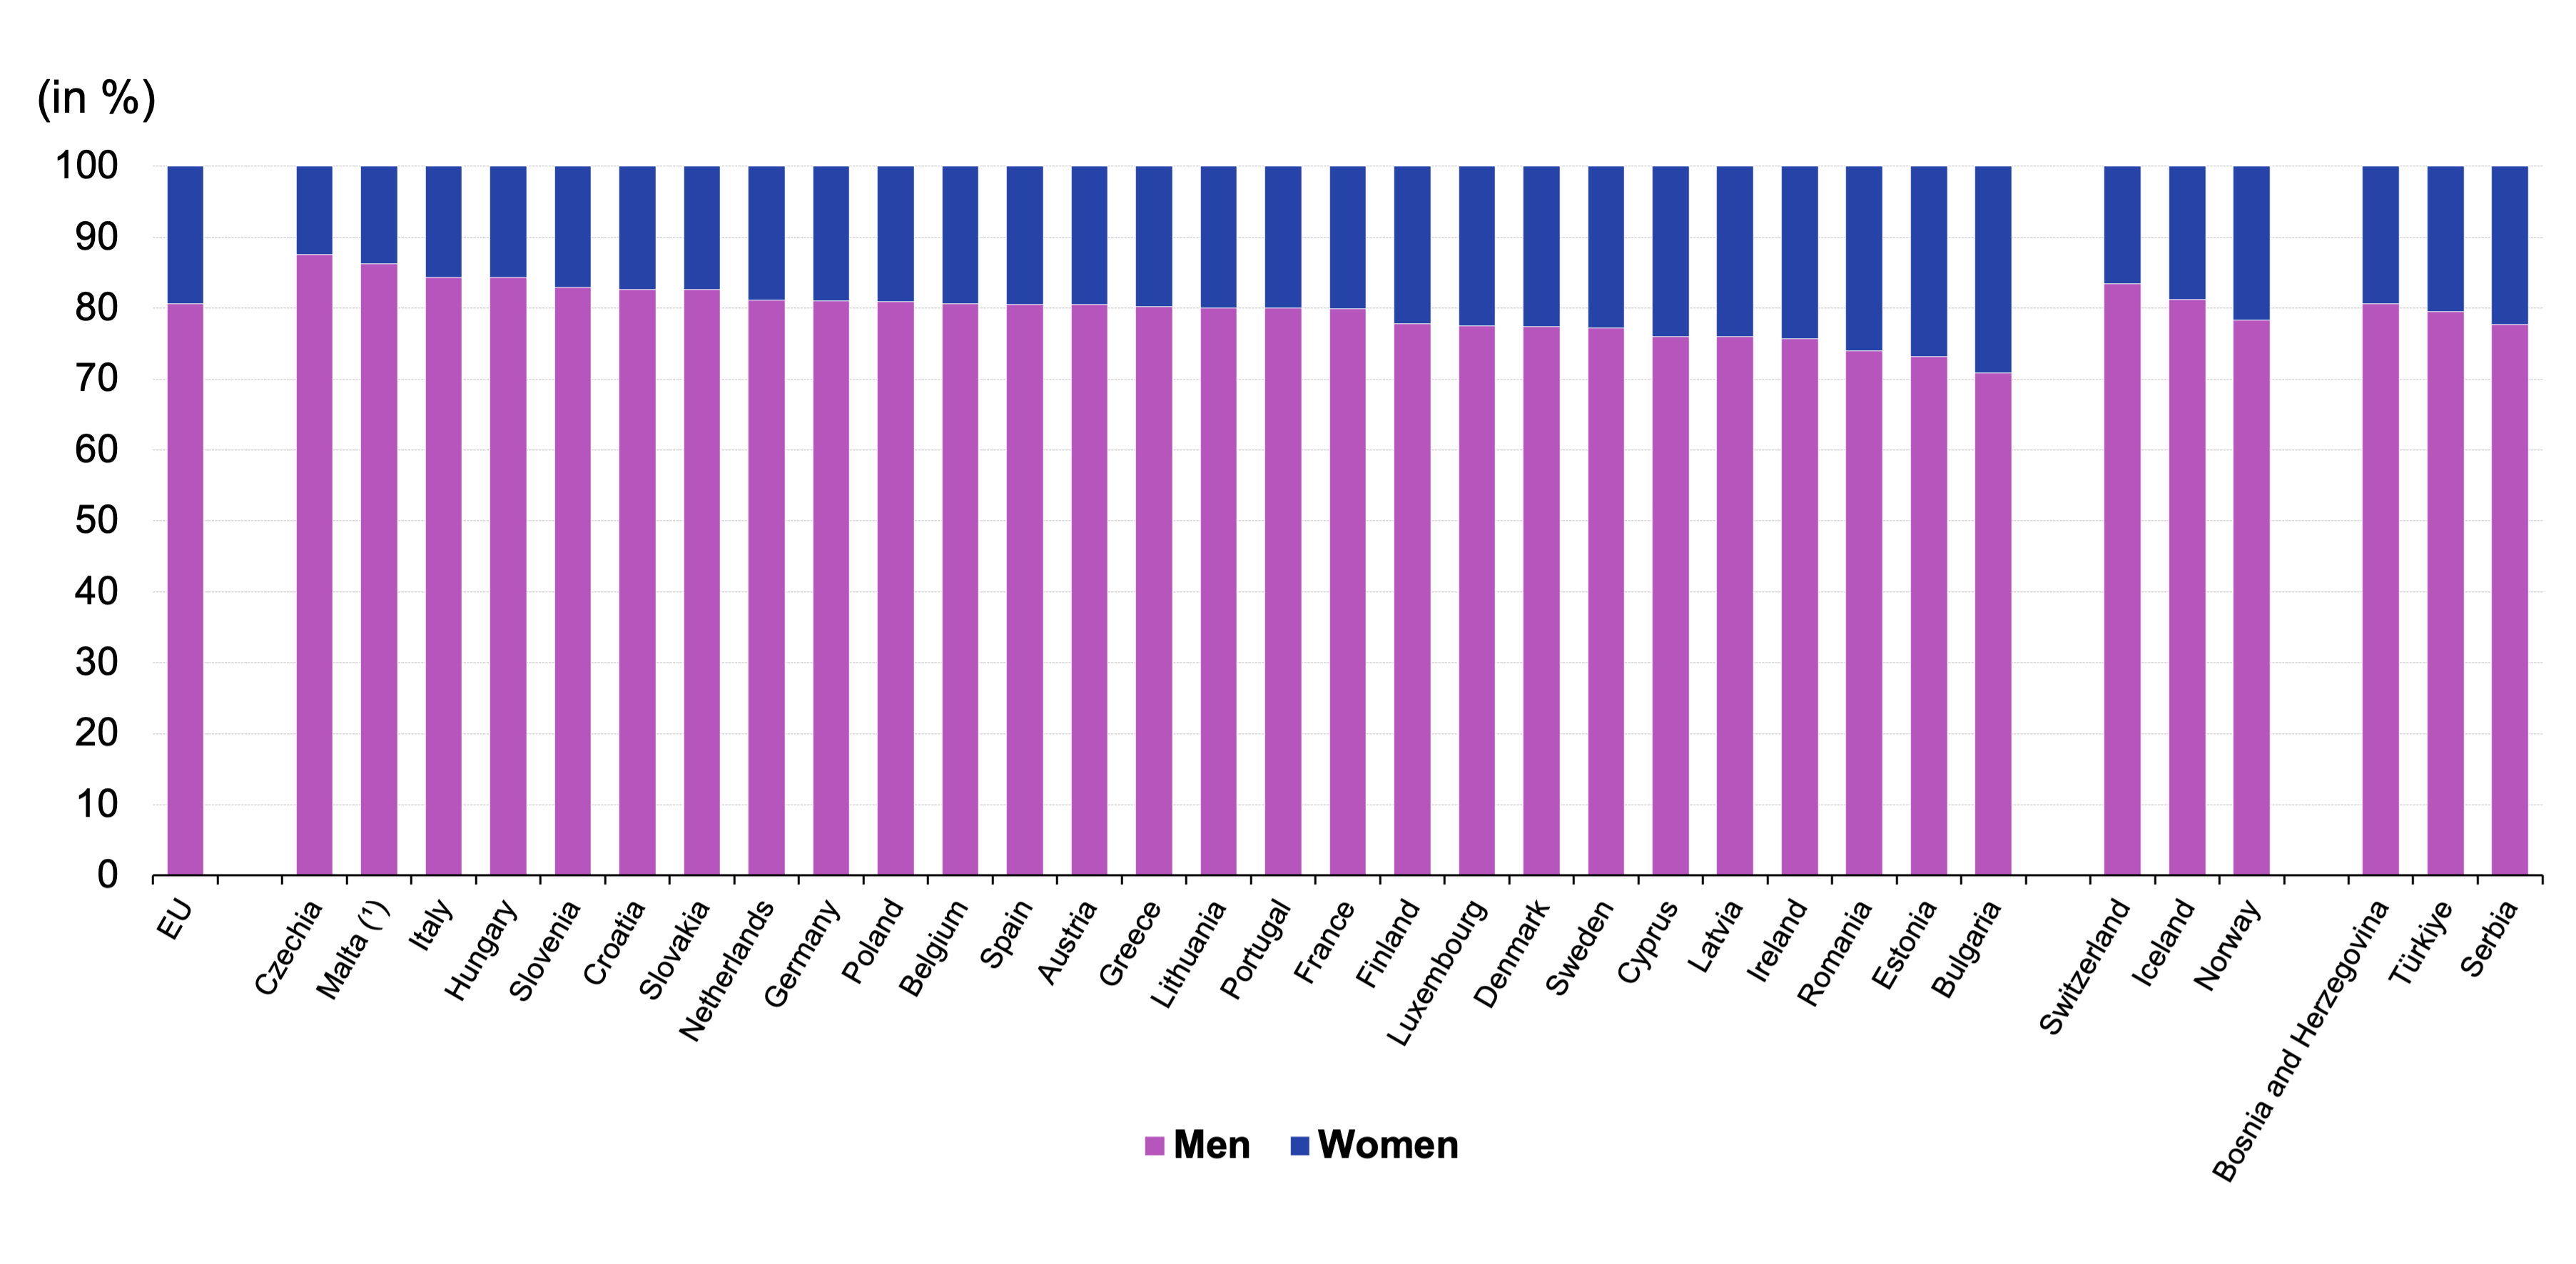 (in %)
100
90
80
70
60
50
40
30
20
10
0
EU
Czechia
Malta (¹)
Italy
Hungary
Slovenia
Croatia
Slovakia
Netherlands
Germany
Poland
Belgium
Spain
Austria
Greece
Lithuania
Portugal
France
Finland
Luxembourg
Denmark
Sweden
Cyprus
Latvia
Ireland
Romania
Estonia
Bulgaria
Switzerland
Iceland
Norway
Bosnia and Herzegovina
Türkiye
Serbia
Men
Women